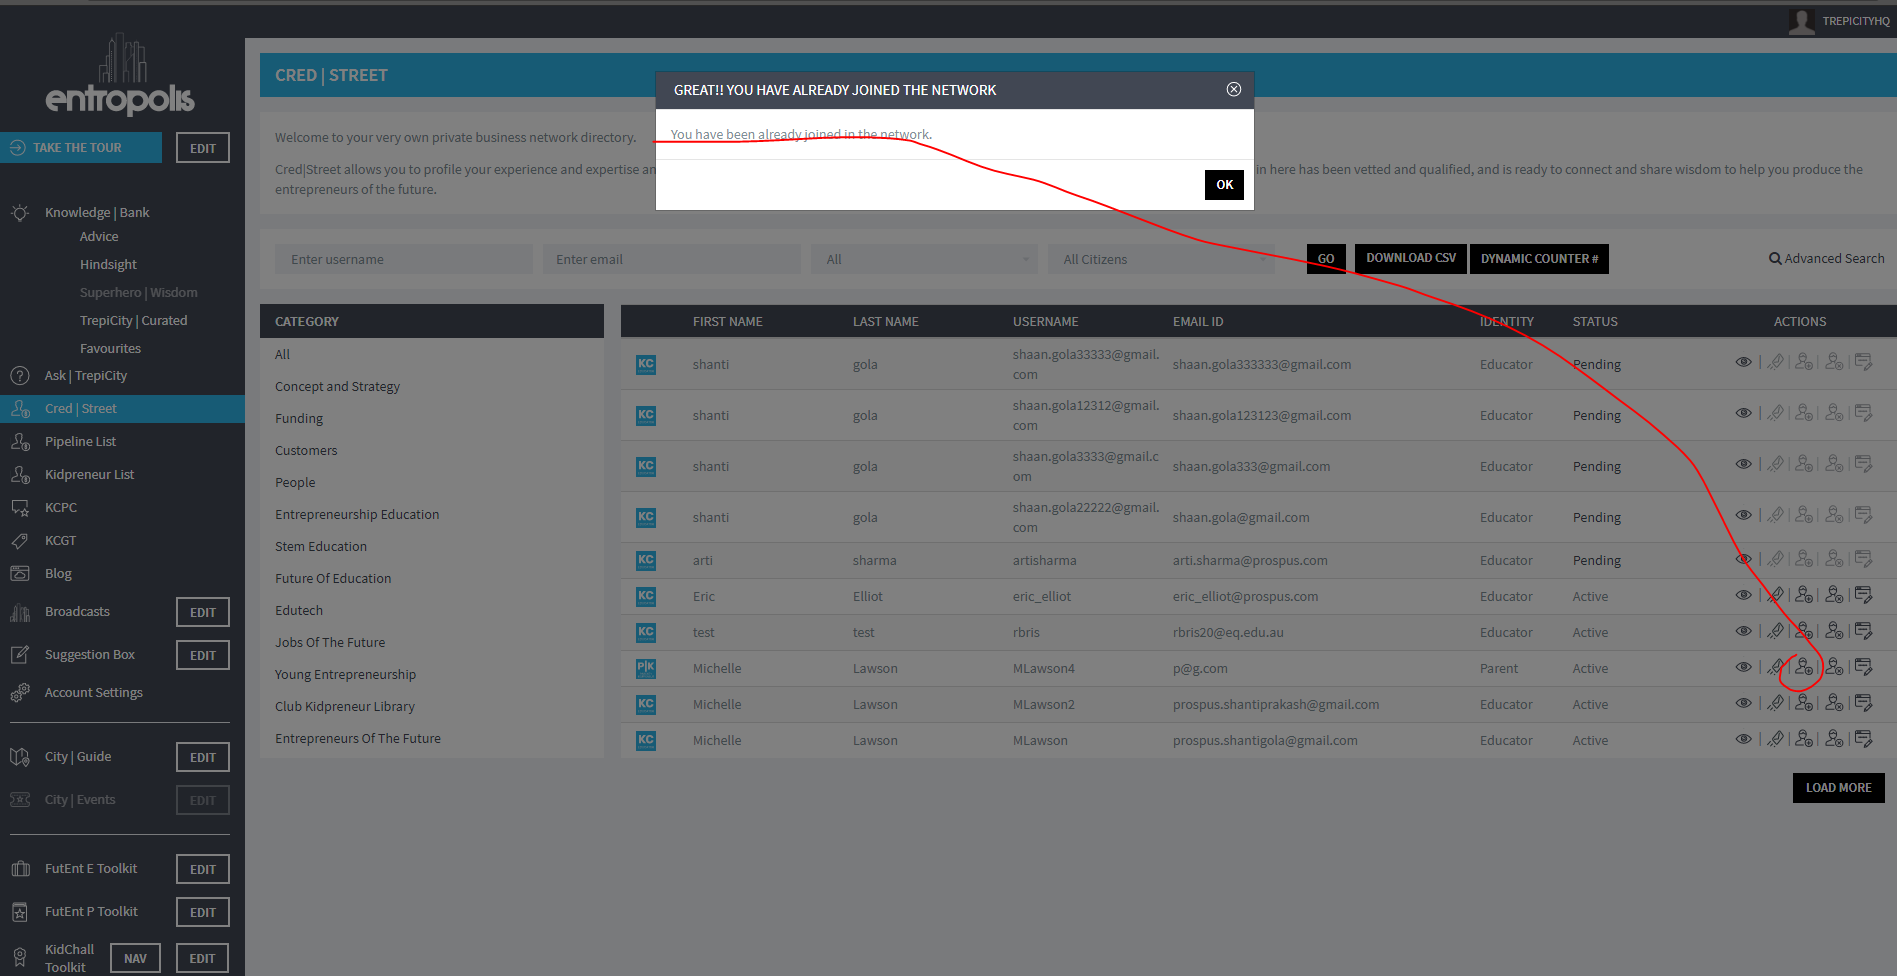 TREPICITYHQ
entropolis
TAKE THE TOUR
EDIT
Knowledge | Bank
Advice
Hindsight
Superhero | Wisdom
TrepiCity | Curated
Favourites
Ask | TrepiCity
Cred | Street
Pipeline List
Kidpreneur List
KCPC
KCGT
Blog
Broadcasts
EDIT
Suggestion Box
EDIT
Account Settings
City | Guide
EDIT
City | Events
EDIT
FutEnt E Toolkit
EDIT
FutEnt P Toolkit
EDIT
KidChall
Toolkit
NAV
EDIT
CRED | STREET
GREAT!! YOU HAVE ALREADY JOINED THE NETWORK
You have been already joined in the network.
OK
Welcome to your very own private business network directory.
Cred|Street allows you to profile your experience and expertise an in here has been vetted and qualified, and is ready to connect and share wisdom to help you produce the
entrepreneurs of the future.
Enter username
Enter email
All
All Citizens
GO
DOWNLOAD CSV
DYNAMIC COUNTER #
Advanced Search
CATEGORY
All
Concept and Strategy
Funding
Customers
People
Entrepreneurship Education
Stem Education
Future Of Education
Edutech
Jobs Of The Future
Young Entrepreneurship
Club Kidpreneur Library
Entrepreneurs Of The Future
FIRST NAME LAST NAME USERNAME EMAIL ID IDENTITY STATUS ACTIONS
KC shanti gola shaan.gola33333@gmail. shaan.gola333333@gmail.com Educator Pending
com
KC shanti gola shaan.gola12312@gmail. shaan.gola123123@gmail.com Educator Pending
com
KC shanti gola shaan.gola3333@gmail.c shaan.gola333@gmail.com Educator Pending
om
KC shanti gola shaan.gola22222@gmail. shaan.gola@gmail.com Educator Pending
com
KC arti sharma artisharma arti.sharma@prospus.com Educator Pending
KC Eric Elliot eric_elliot eric_elliot@prospus.com Educator Active
KC test test rbris rbris20@eq.edu.au Educator Active
P|K Michelle Lawson MLawson4 p@g.com Parent Active
KC Michelle Lawson MLawson2 prospus.shantiprakash@gmail.com Educator Active
KC Michelle Lawson MLawson prospus.shantigola@gmail.com Educator Active
LOAD MORE